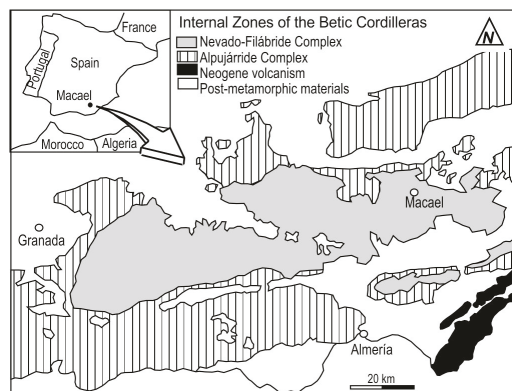 Internal Zones of the Betic Cordilleras
Nevado-Filábride Complex
Alpujárride Complex
Neogene volcanism
Post-metamorphic materials
N
France
Portugal
Spain
Macael
Morocco
Algeria
Macael
Granada
Almería
20 km